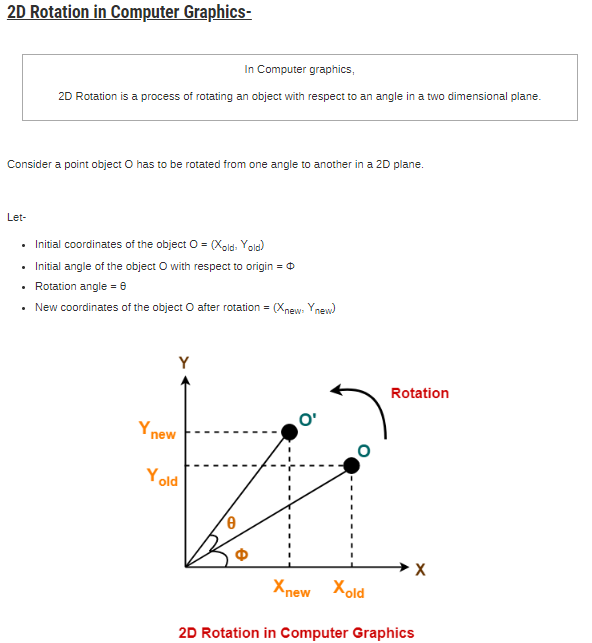 2D Rotation in Computer Graphics-
In Computer graphics,
2D Rotation is a process of rotating an object with respect to an angle in a two dimensional plane.
Consider a point object O has to be rotated from one angle to another in a 2D plane.
Let-
• Initial coordinates of the object O = (Xold, Yold)
• Initial angle of the object O with respect to origin = Φ
• Rotation angle = θ
• New coordinates of the object O after rotation = (Xnew, Ynew)
Y
Rotation
O'
Ynew
O
Yold
θ
Φ
X
Xnew Xold
2D Rotation in Computer Graphics